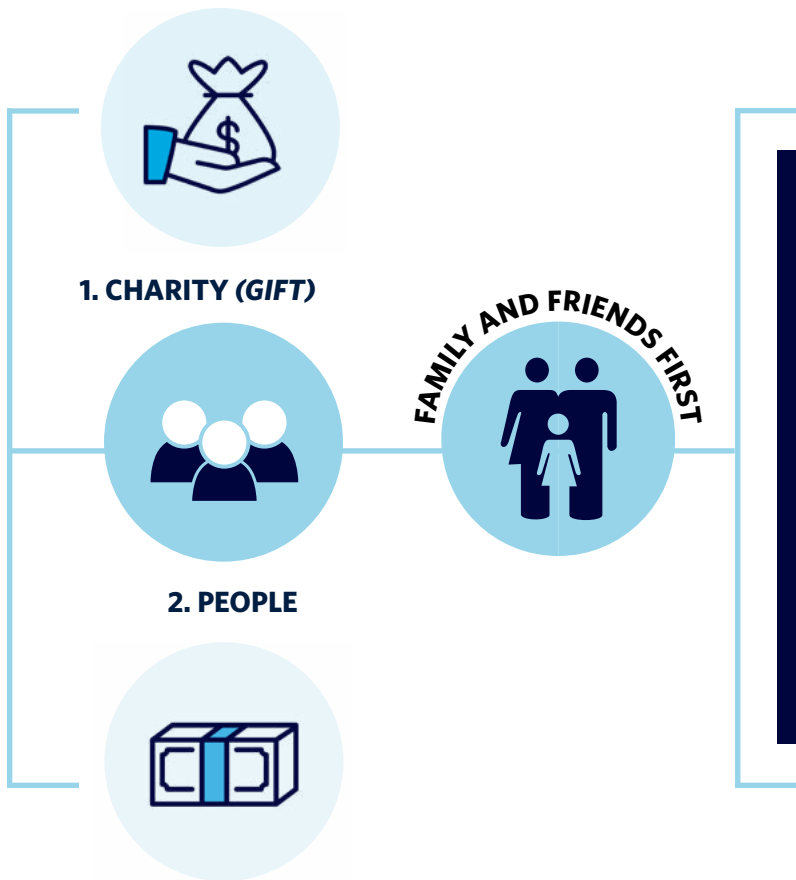 1. CHARITY (GIFT)
FAMILY AND FRIENDS FIRST
2. PEOPLE
$